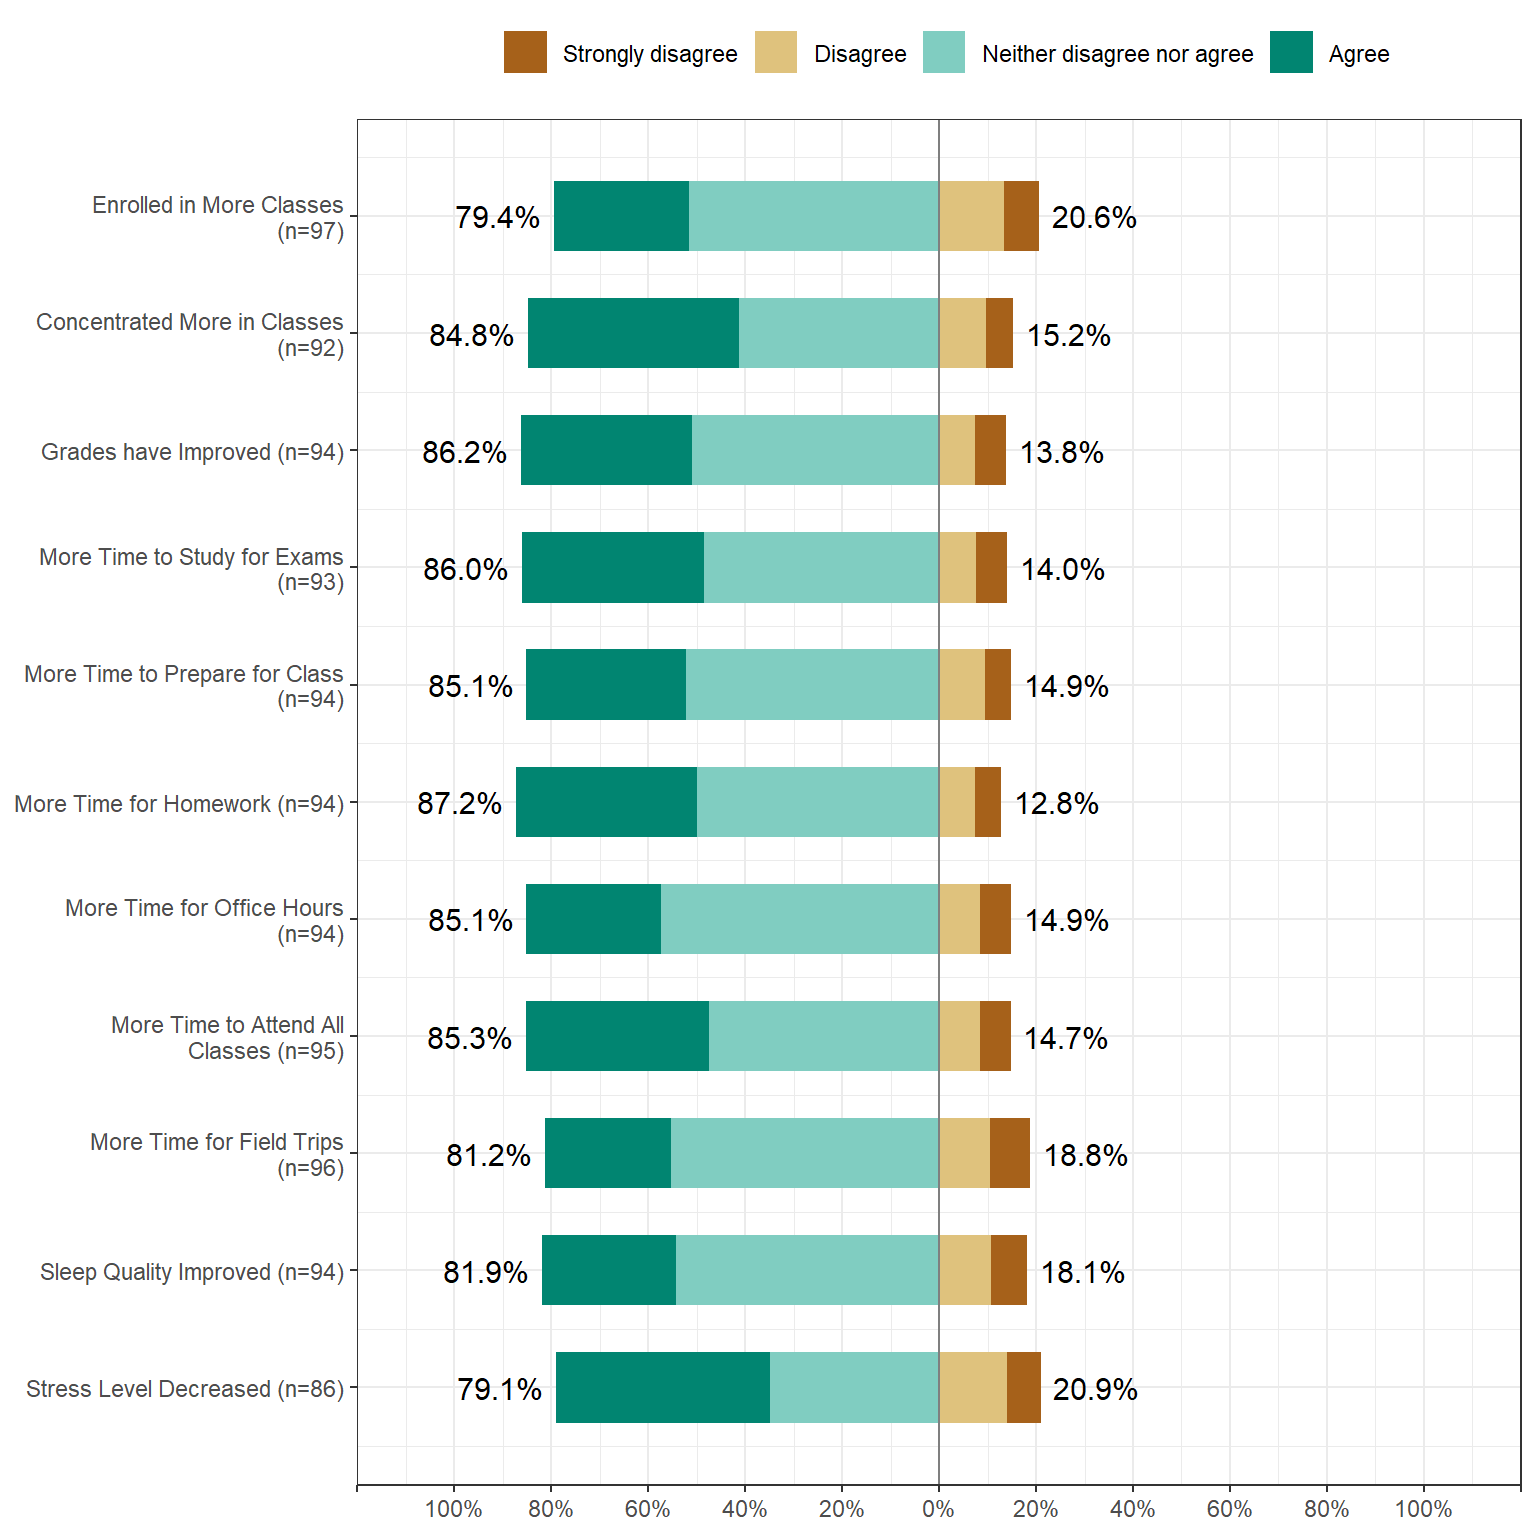 Strongly disagree Disagree Neither disagree nor agree Agree
Enrolled in More Classes
(n=97)
79.4% 20.6%
Concentrated More in Classes
(n=92)
84.8% 15.2%
Grades have Improved (n=94)
86.2% 13.8%
More Time to Study for Exams
(n=93)
86.0% 14.0%
More Time to Prepare for Class
(n=94)
85.1% 14.9%
More Time for Homework (n=94)
87.2% 12.8%
More Time for Office Hours
(n=94)
85.1% 14.9%
More Time to Attend All
Classes (n=95)
85.3% 14.7%
More Time for Field Trips
(n=96)
81.2% 18.8%
Sleep Quality Improved (n=94)
81.9% 18.1%
Stress Level Decreased (n=86)
79.1% 20.9%
100% 80% 60% 40% 20% 0% 20% 40% 60% 80% 100%